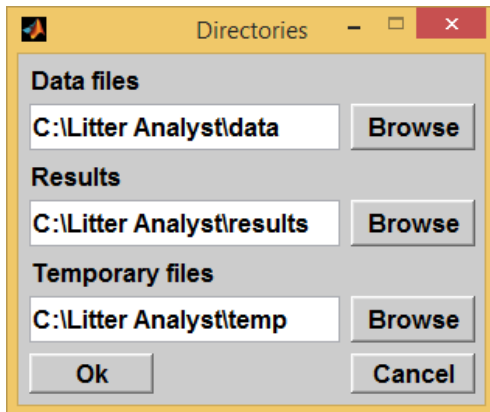 Directories
Data files
C:\Litter Analyst\data Browse
Results
C:\Litter Analyst\results Browse
Temporary files
C:\Litter Analyst\temp Browse
Ok Cancel